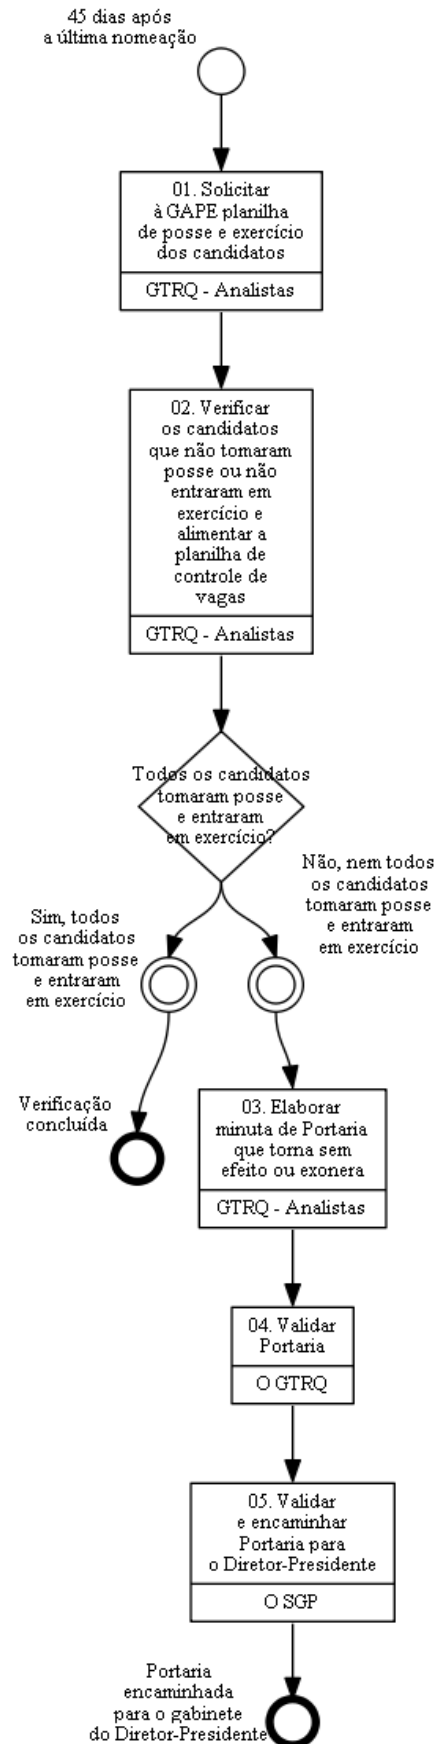 45 dias após
a última nomeação
01. Solicitar
à GAPE planilha
de posse e exercício
dos candidatos
GTRQ - Analistas
02. Verificar
os candidatos
que não tomaram
posse ou não
entraram em
exercício e
alimentar a
planilha de
controle de
vagas
GTRQ - Analistas
Todos os candidatos
tomaram posse
e entraram
em exercício?
Sim, todos
os candidatos
tomaram posse
e entraram
em exercício
Não, nem todos
os candidatos
tomaram posse
e entraram
em exercício
Verificação
concluída
03. Elaborar
minuta de Portaria
que torna sem
efeito ou exonera
GTRQ - Analistas
04. Validar
Portaria
O GTRQ
05. Validar
e encaminhar
Portaria para
o Diretor-Presidente
O SGP
Portaria
encaminhada
para o gabinete
do Diretor-Presidente